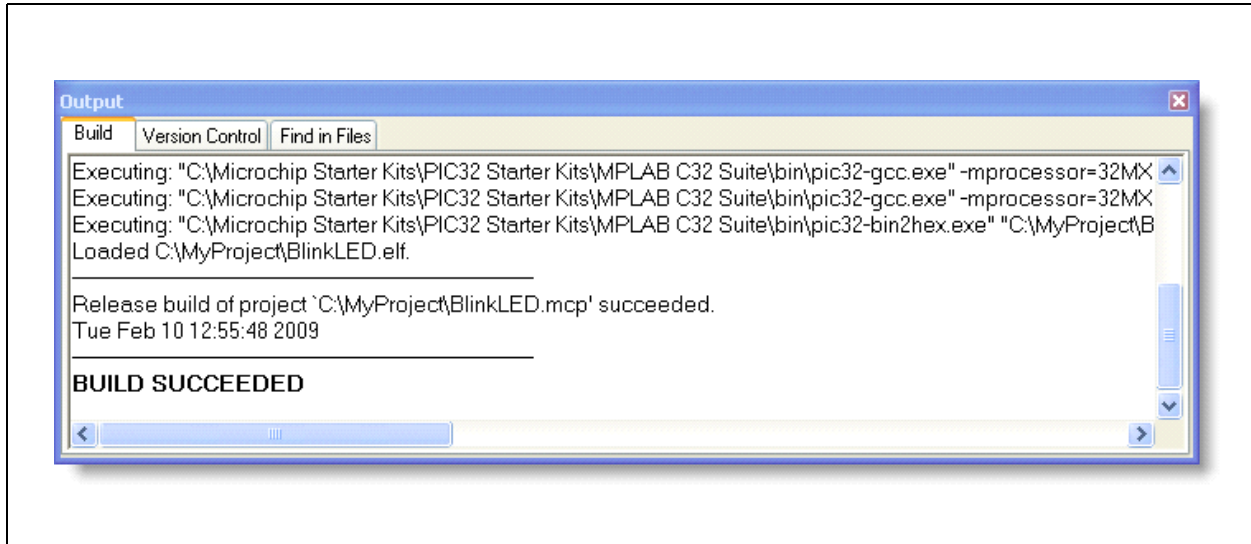 Output
Build Version Control Find in Files
Executing: "C:\Microchip Starter Kits\PIC32 Starter Kits\MPLAB C32 Suite\bin\pic32-gcc.exe" -mprocessor=32MX
Executing: "C:\Microchip Starter Kits\PIC32 Starter Kits\MPLAB C32 Suite\bin\pic32-gcc.exe" -mprocessor=32MX
Executing: "C:\Microchip Starter Kits\PIC32 Starter Kits\MPLAB C32 Suite\bin\pic32-bin2hex.exe" "C:\MyProject\B
Loaded C:\MyProject\BlinkLED.elf.
Release build of project `C:\MyProject\BlinkLED.mcp' succeeded.
Tue Feb 10 12:55:48 2009
BUILD SUCCEEDED